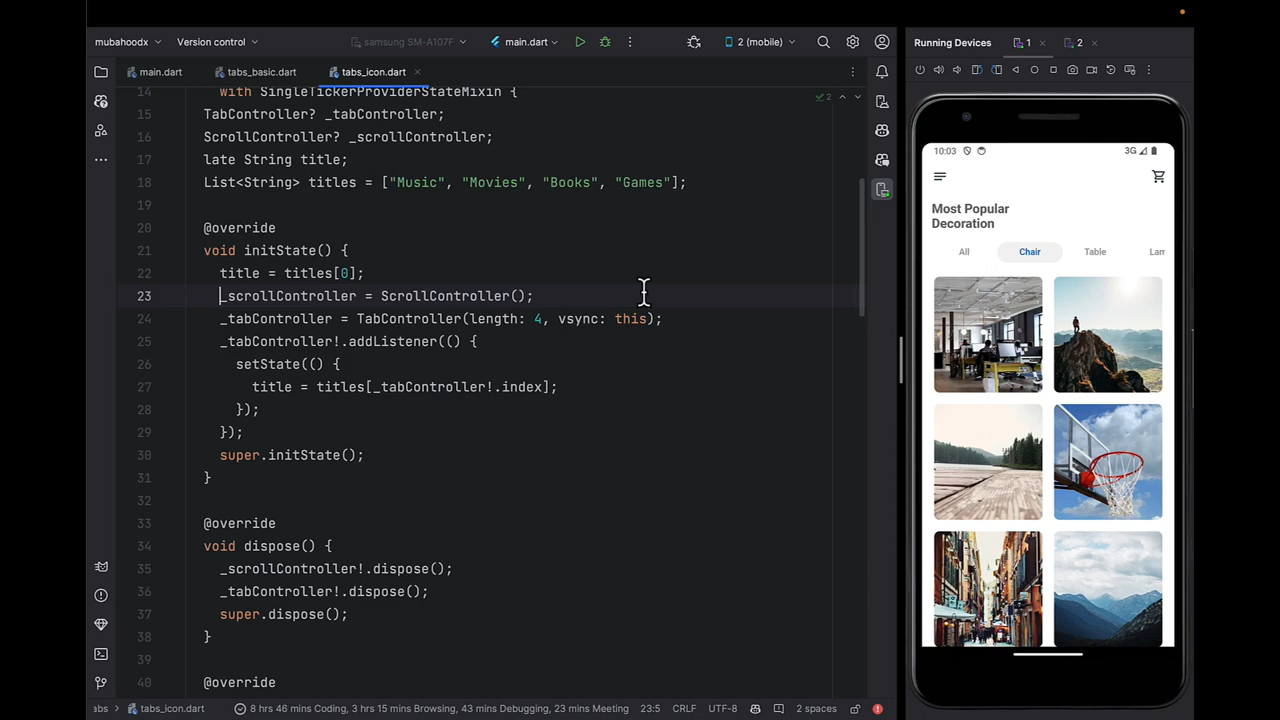 mubahoodx
Version control
samsung SM-A107F
main.dart
2 (mobile)
Running Devices
1
2
main.dart
tabs_basic.dart
tabs_icon.dart
2
14 with SingleTickerProviderStateMixin {
15 TabController? _tabController;
16 ScrollController? _scrollController;
17 late String title;
18 List<String> titles = ["Music", "Movies", "Books", "Games"];
19
20 @override
21 void initState() {
22 title = titles[0];
23 _scrollController = ScrollController();
24 _tabController = TabController(length: 4, vsync: this);
25 _tabController!.addListener(() {
26 setState(() {
27 title = titles[_tabController!.index];
28 });
29 });
30 super.initState();
31 }
32
33 @override
34 void dispose() {
35 _scrollController!.dispose();
36 _tabController!.dispose();
37 super.dispose();
38 }
39
40 @override
10:03
3G
Most Popular
Decoration
All
Chair
Table
Lam
abs
tabs_icon.dart
8 hrs 46 mins Coding, 3 hrs 15 mins Browsing, 43 mins Debugging, 23 mins Meeting
23:5
CRLF
UTF-8
2 spaces